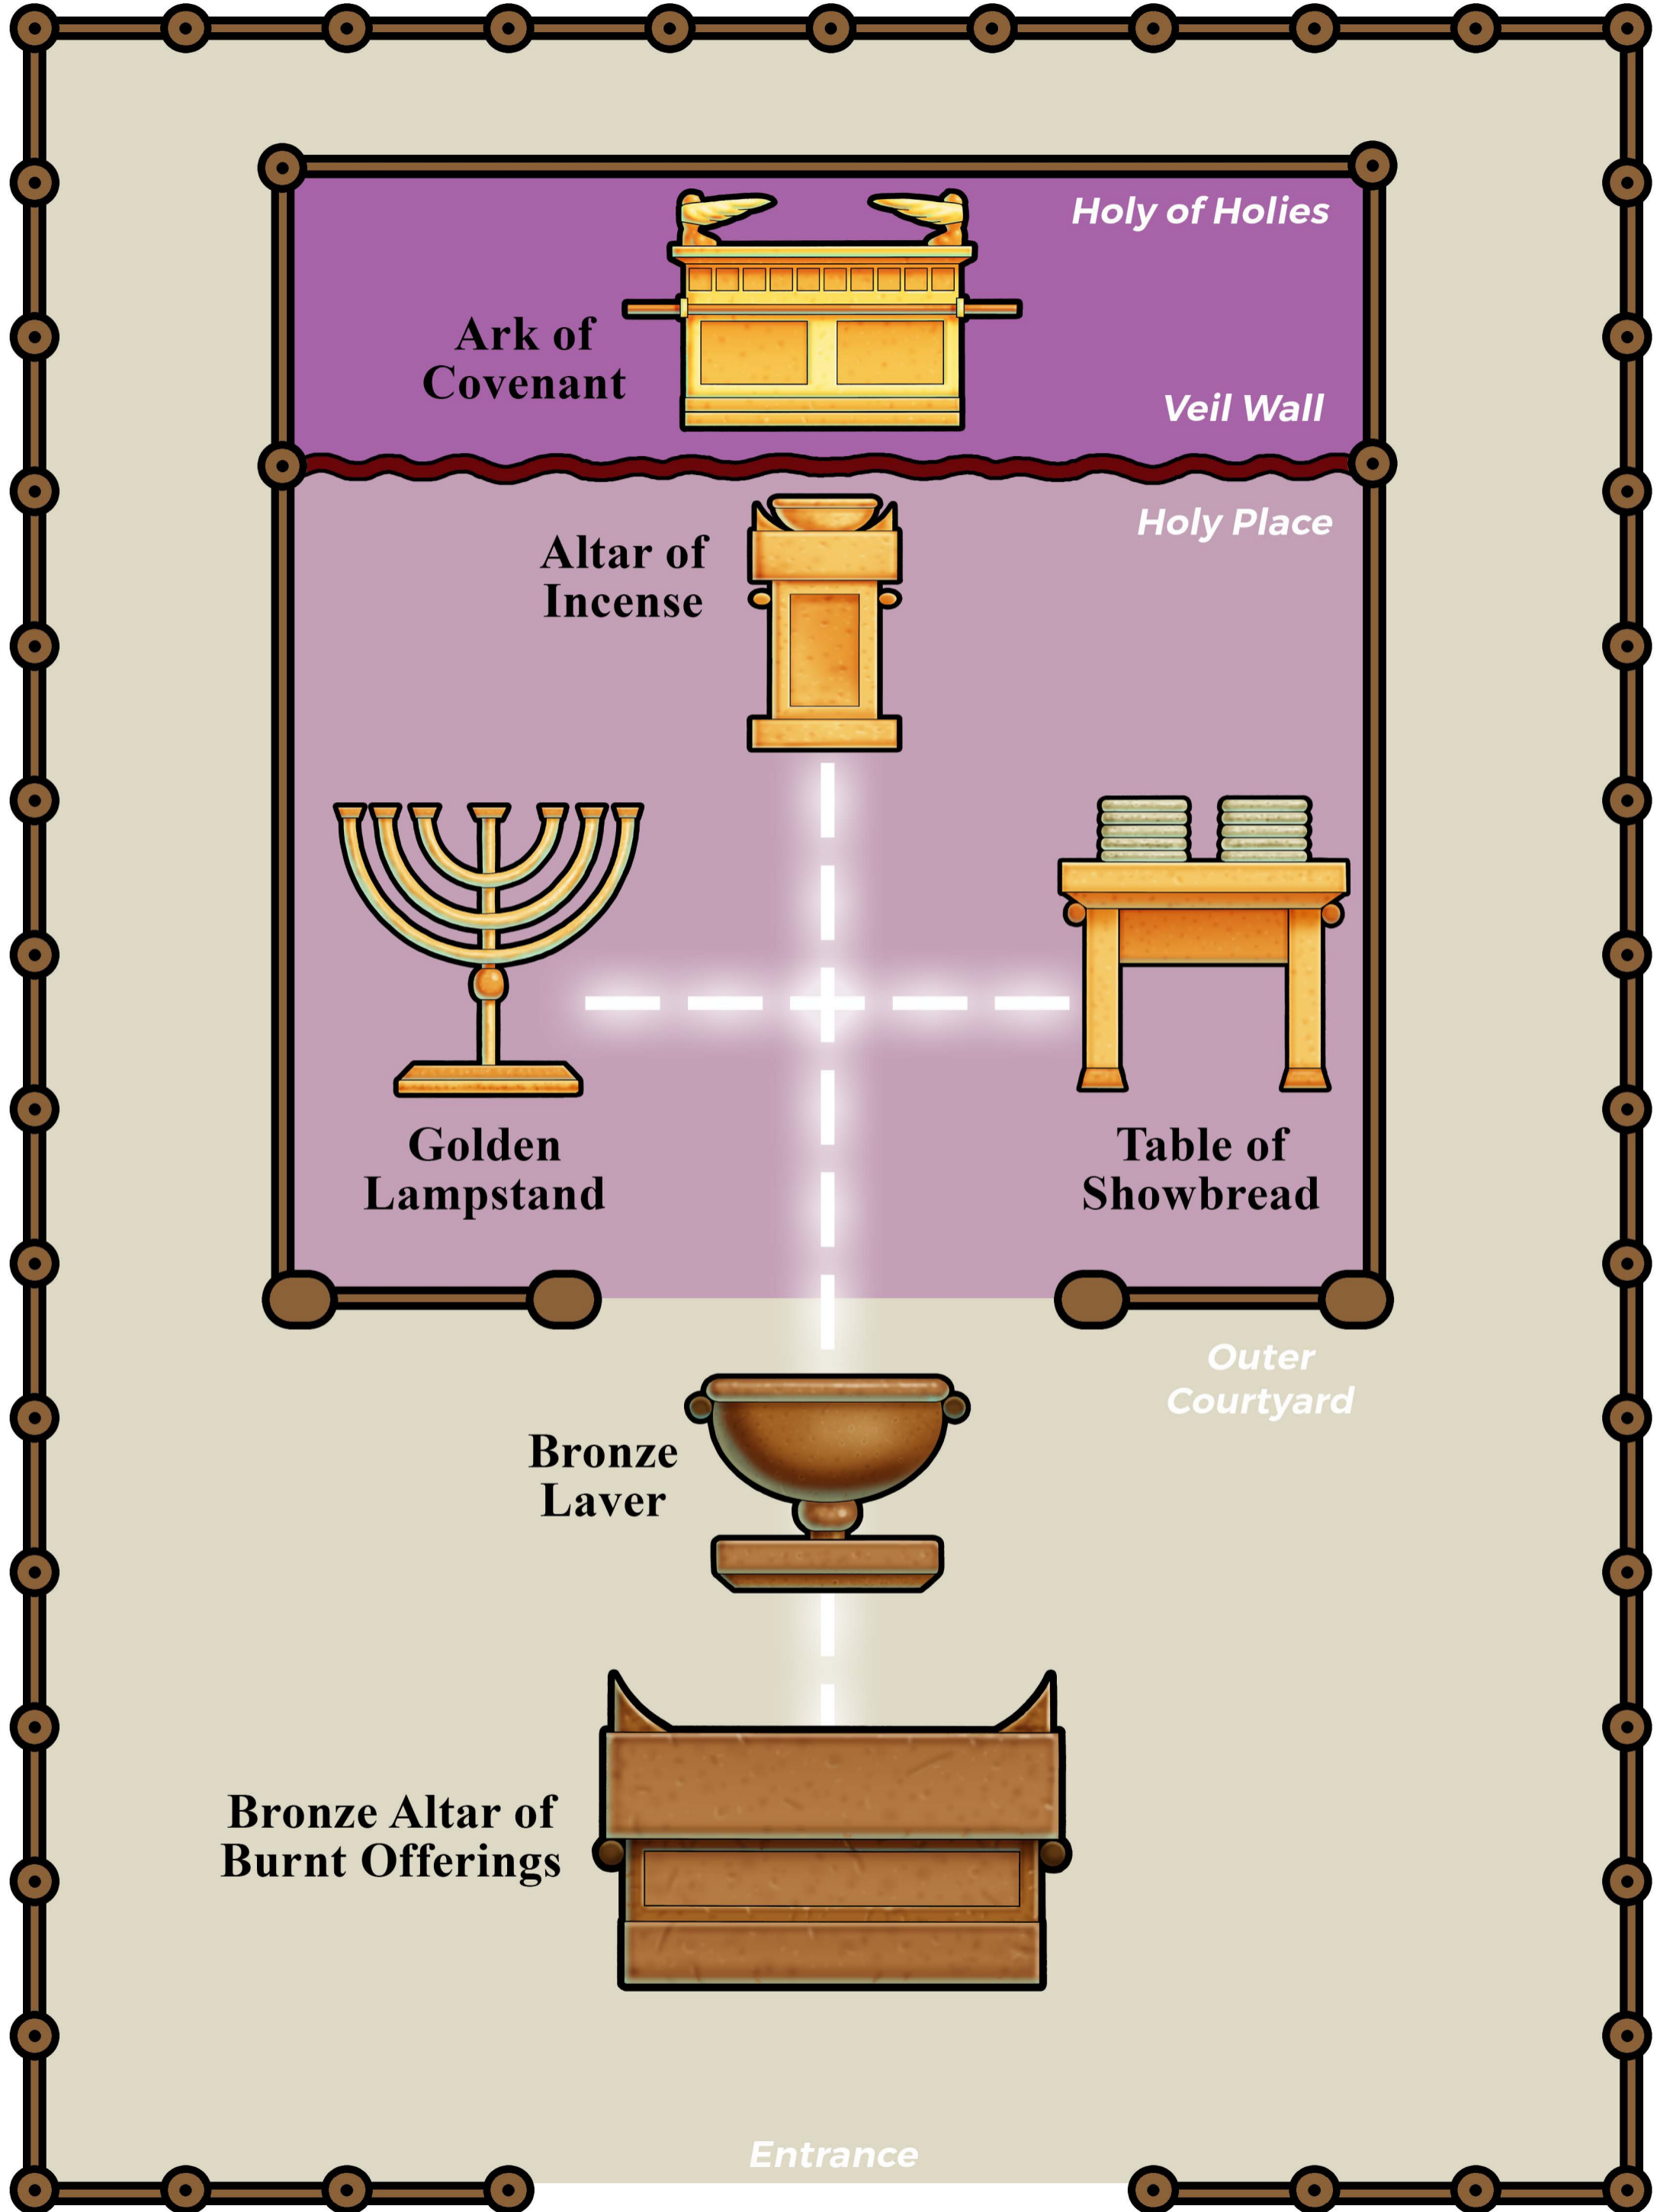 Holy of Holies
Ark of
Covenant
Veil Wall
Holy Place
Altar of
Incense
Golden
Lampstand
Table of
Showbread
Outer
Courtyard
Bronze
Laver
Bronze Altar of
Burnt Offerings
Entrance